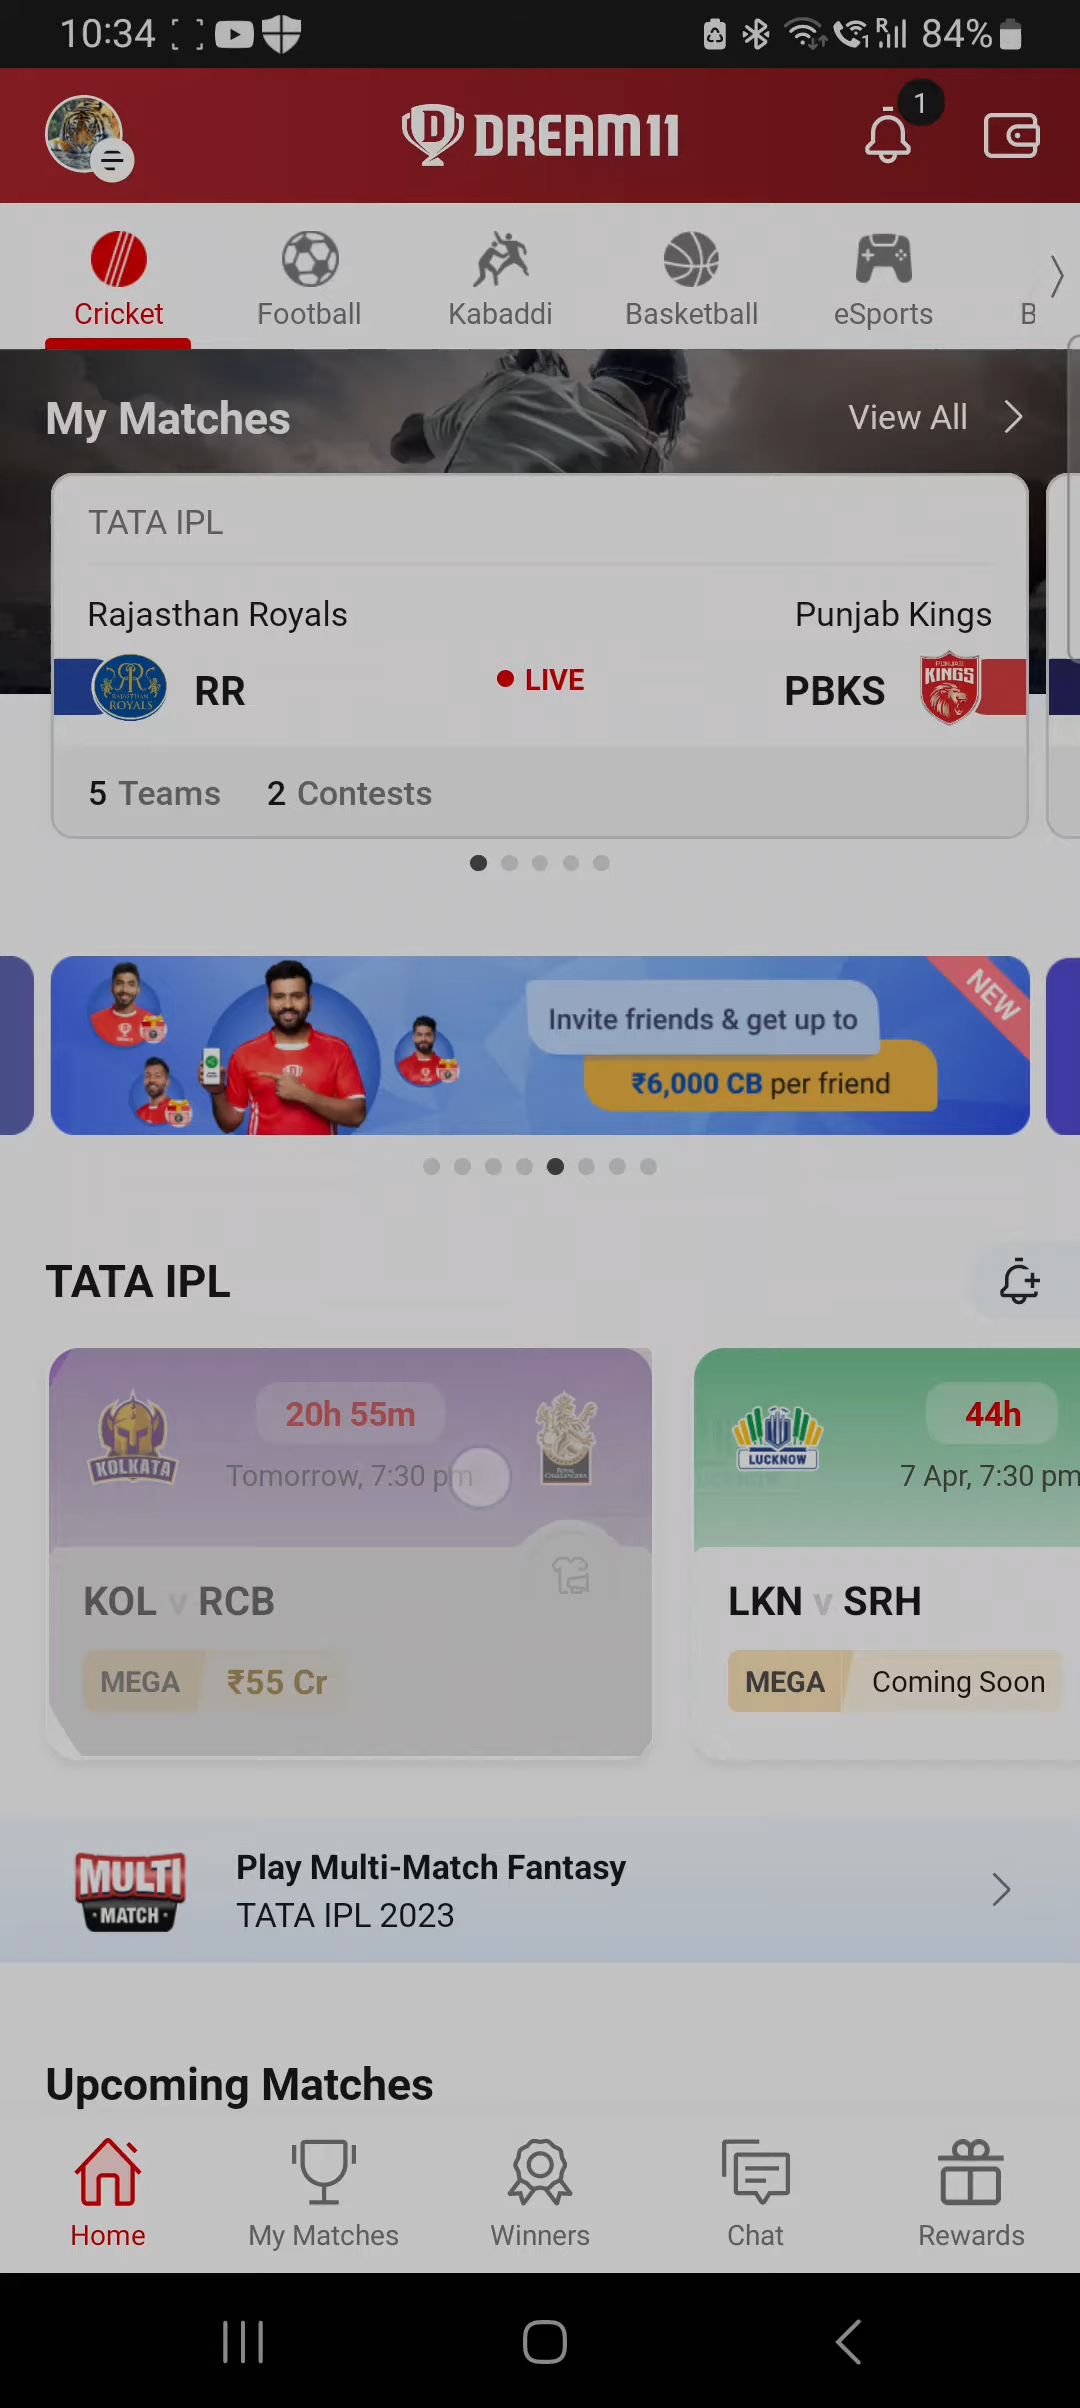 10:34
84%
1
DREAM11
Cricket
Football
Kabaddi
Basketball
eSports
B
My Matches
View All
TATA IPL
Rajasthan Royals
Punjab Kings
RR
LIVE
PBKS
RAJASTHAN
ROYALS
PUNJAB
KINGS
5 Teams
2 Contests
Invite friends & get up to
₹6,000 CB per friend
NEW
TATA IPL
20h 55m
Tomorrow, 7:30 pm
KOLKATA
KOL v RCB
MEGA
₹55 Cr
44h
7 Apr, 7:30 pm
LUCKNOW
LKN v SRH
MEGA
Coming Soon
MULTI
MATCH
Play Multi-Match Fantasy
TATA IPL 2023
Upcoming Matches
Home
My Matches
Winners
Chat
Rewards